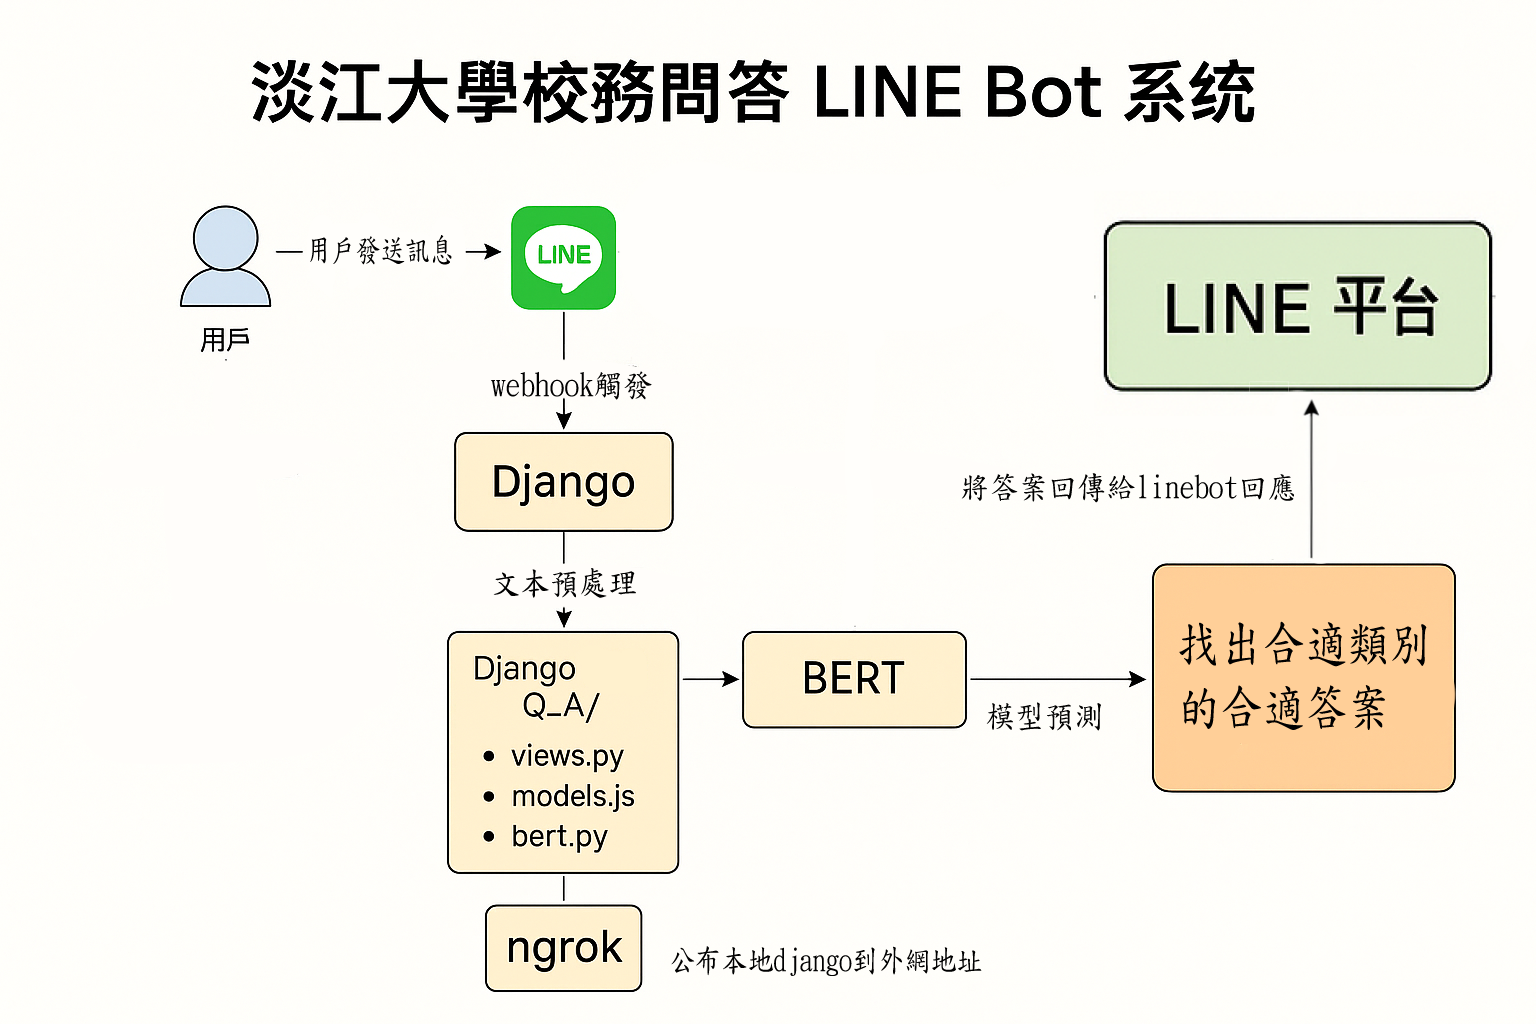 淡江大學校務問答 LINE Bot 系统
用戶發送訊息
LINE
用戶
webhook觸發
LINE 平台
Django
將答案回傳給linebot回應
文本預處理
Django
Q_A/
• views.py
• models.js
• bert.py
BERT
模型預測
找出合適類別
的合適答案
ngrok
公布本地django到外網地址